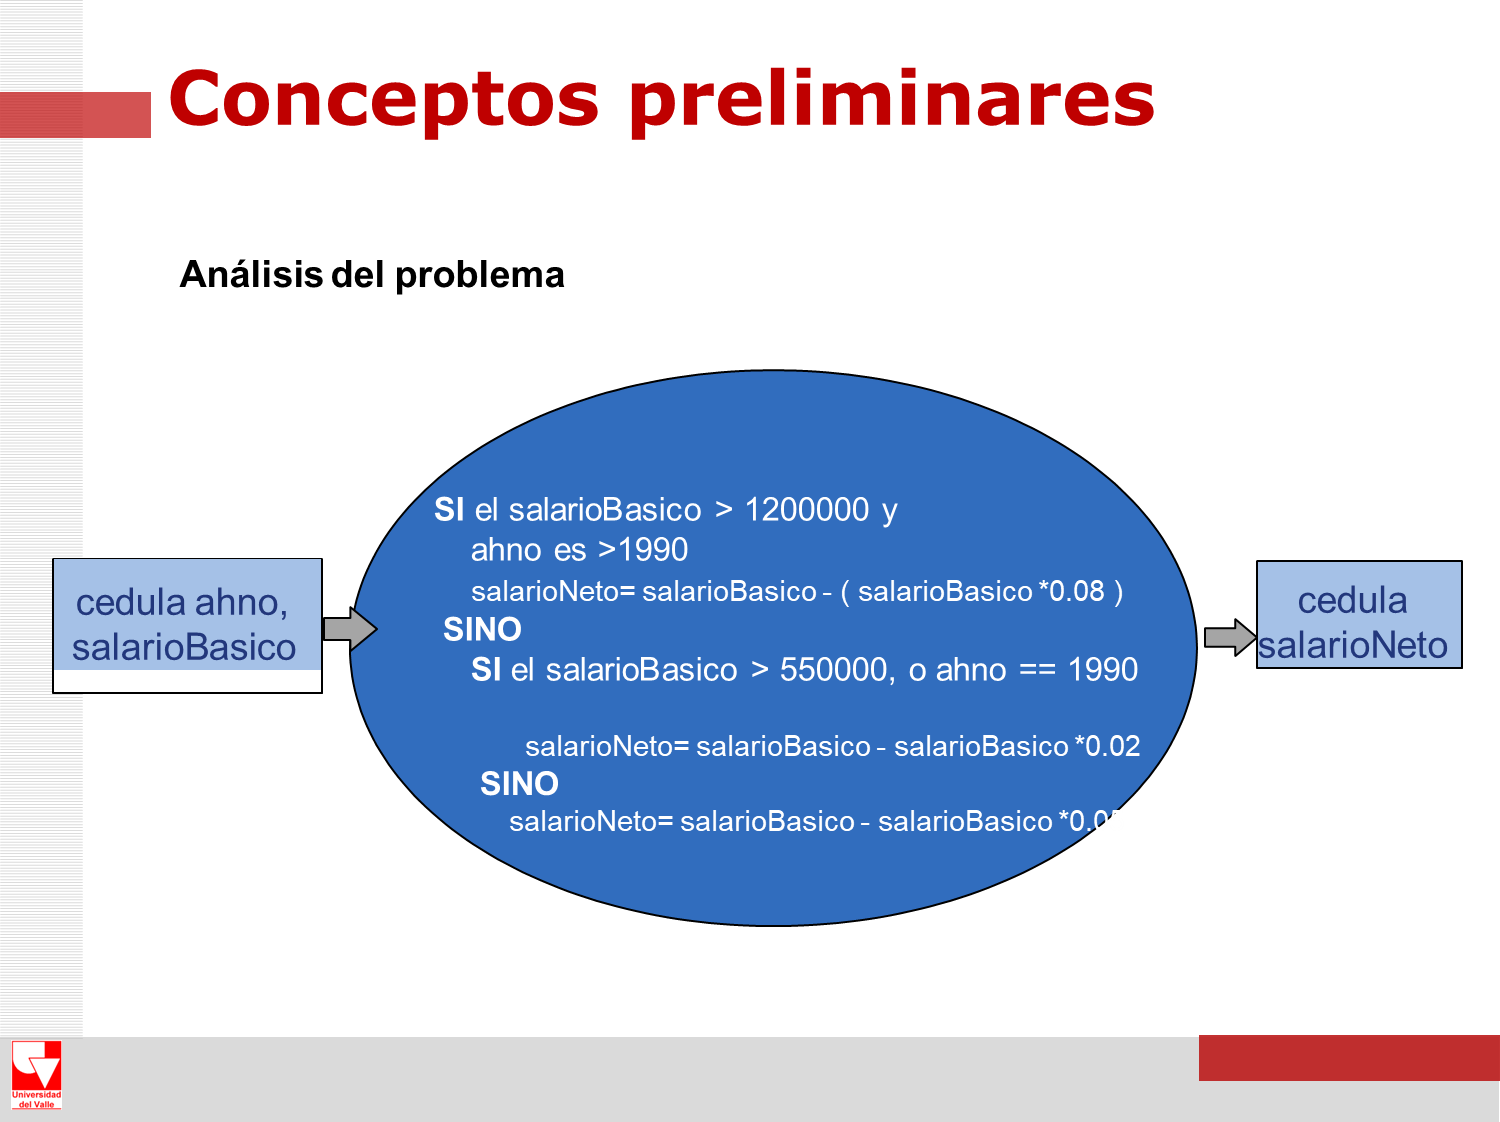 Conceptos preliminares
Análisis del problema
SI el salarioBasico > 1200000 y
ahno es >1990
salarioNeto= salarioBasico - ( salarioBasico *0.08 )
SINO
SI el salarioBasico > 550000, o ahno == 1990
salarioNeto= salarioBasico - salarioBasico *0.02
SINO
salarioNeto= salarioBasico - salarioBasico
cedula ahno,
salarioBasico
cedula
salarioNeto
Universidad
del Valle